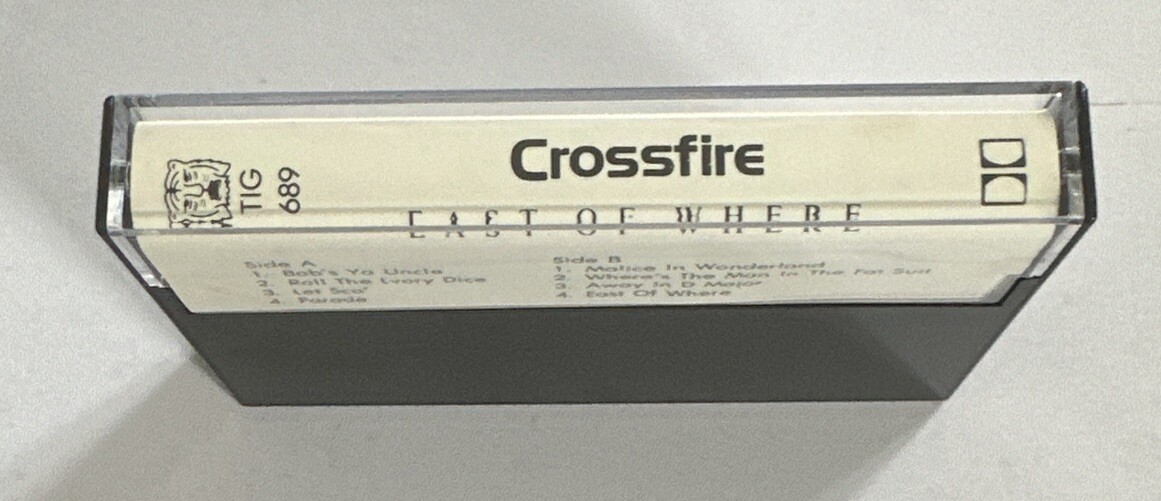 TIG
689
Crossfire
EAST OF WHERE
Side A
1. Bob's Ya Uncle
2. Roll The Ivory Dice
3. Let Sco'
4. Parade
Side B
1. Malice In Wonderland
2. Where's The Man In The Fat Suit
3. Away In D Major
4. East Of Where